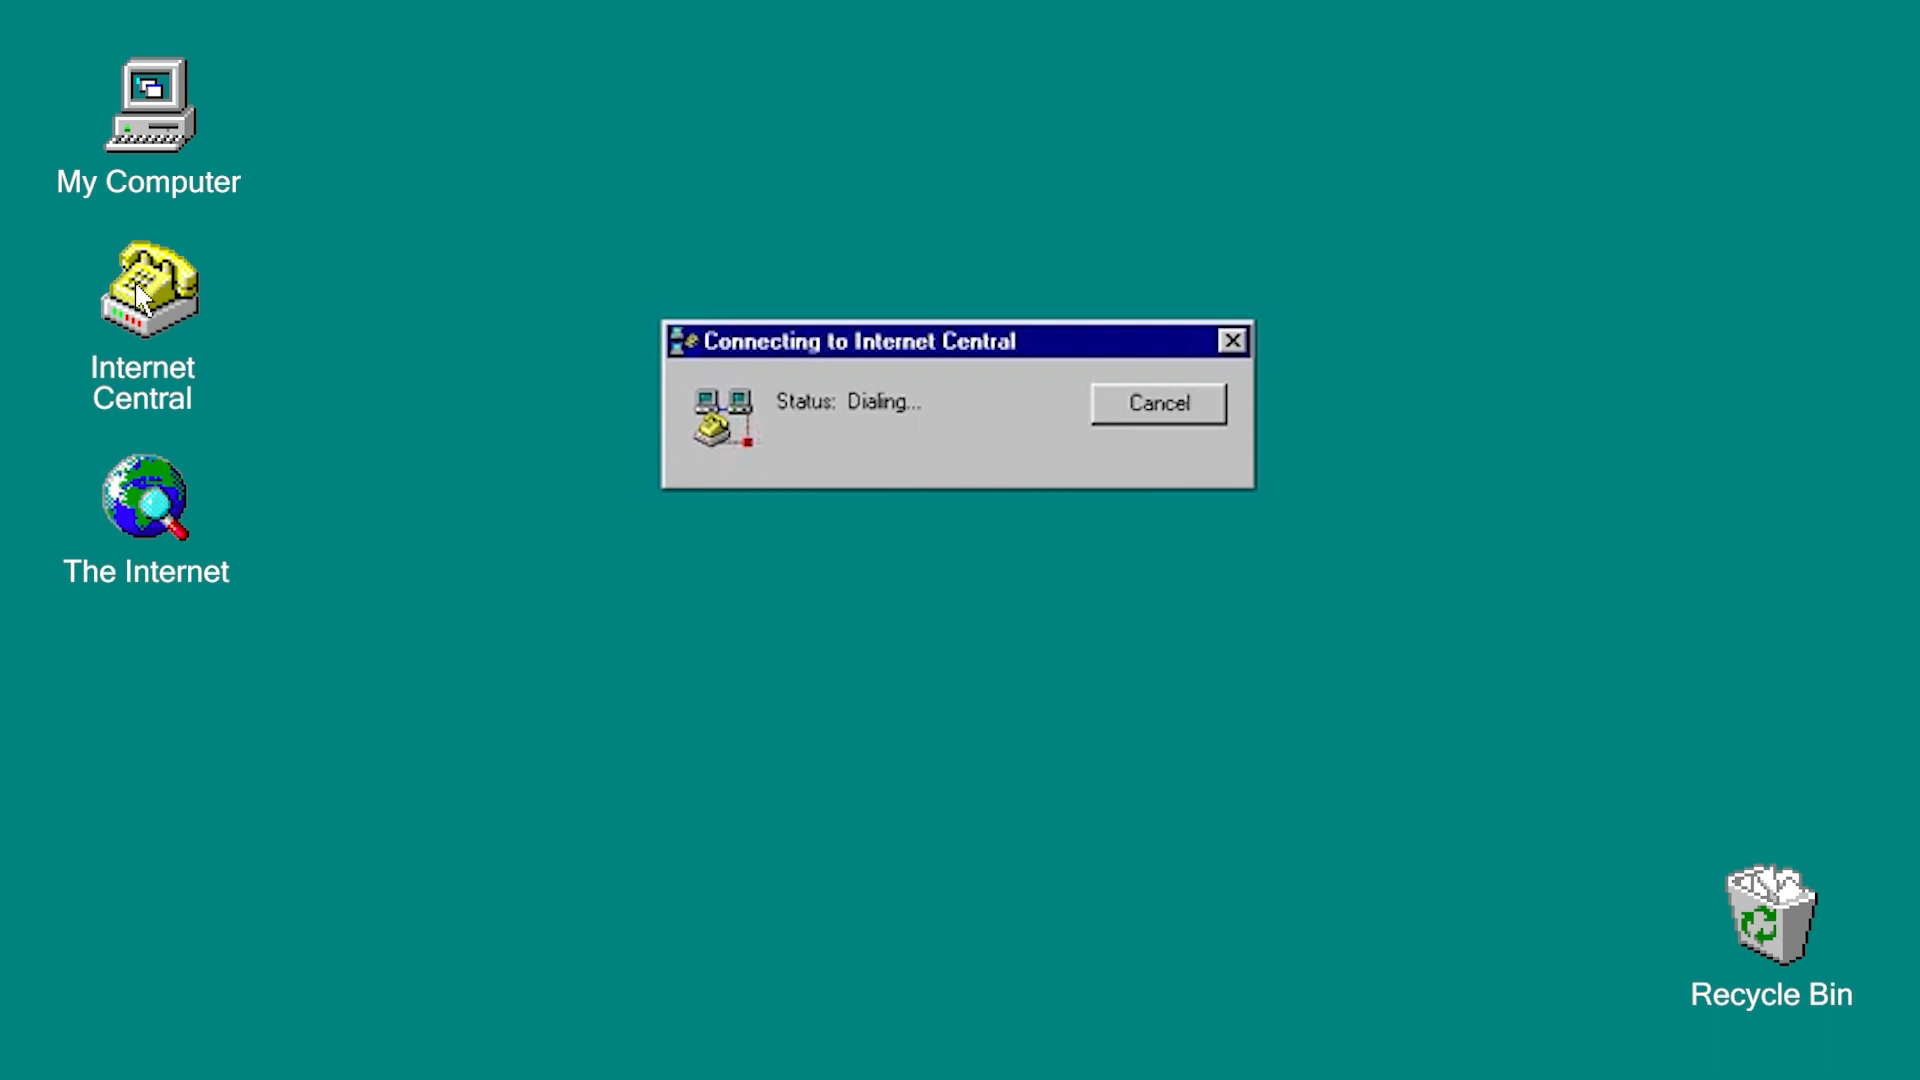 My Computer
Internet
Central
The Internet
Connecting to Internet Central
Status: Dialing...
Cancel
Recycle Bin